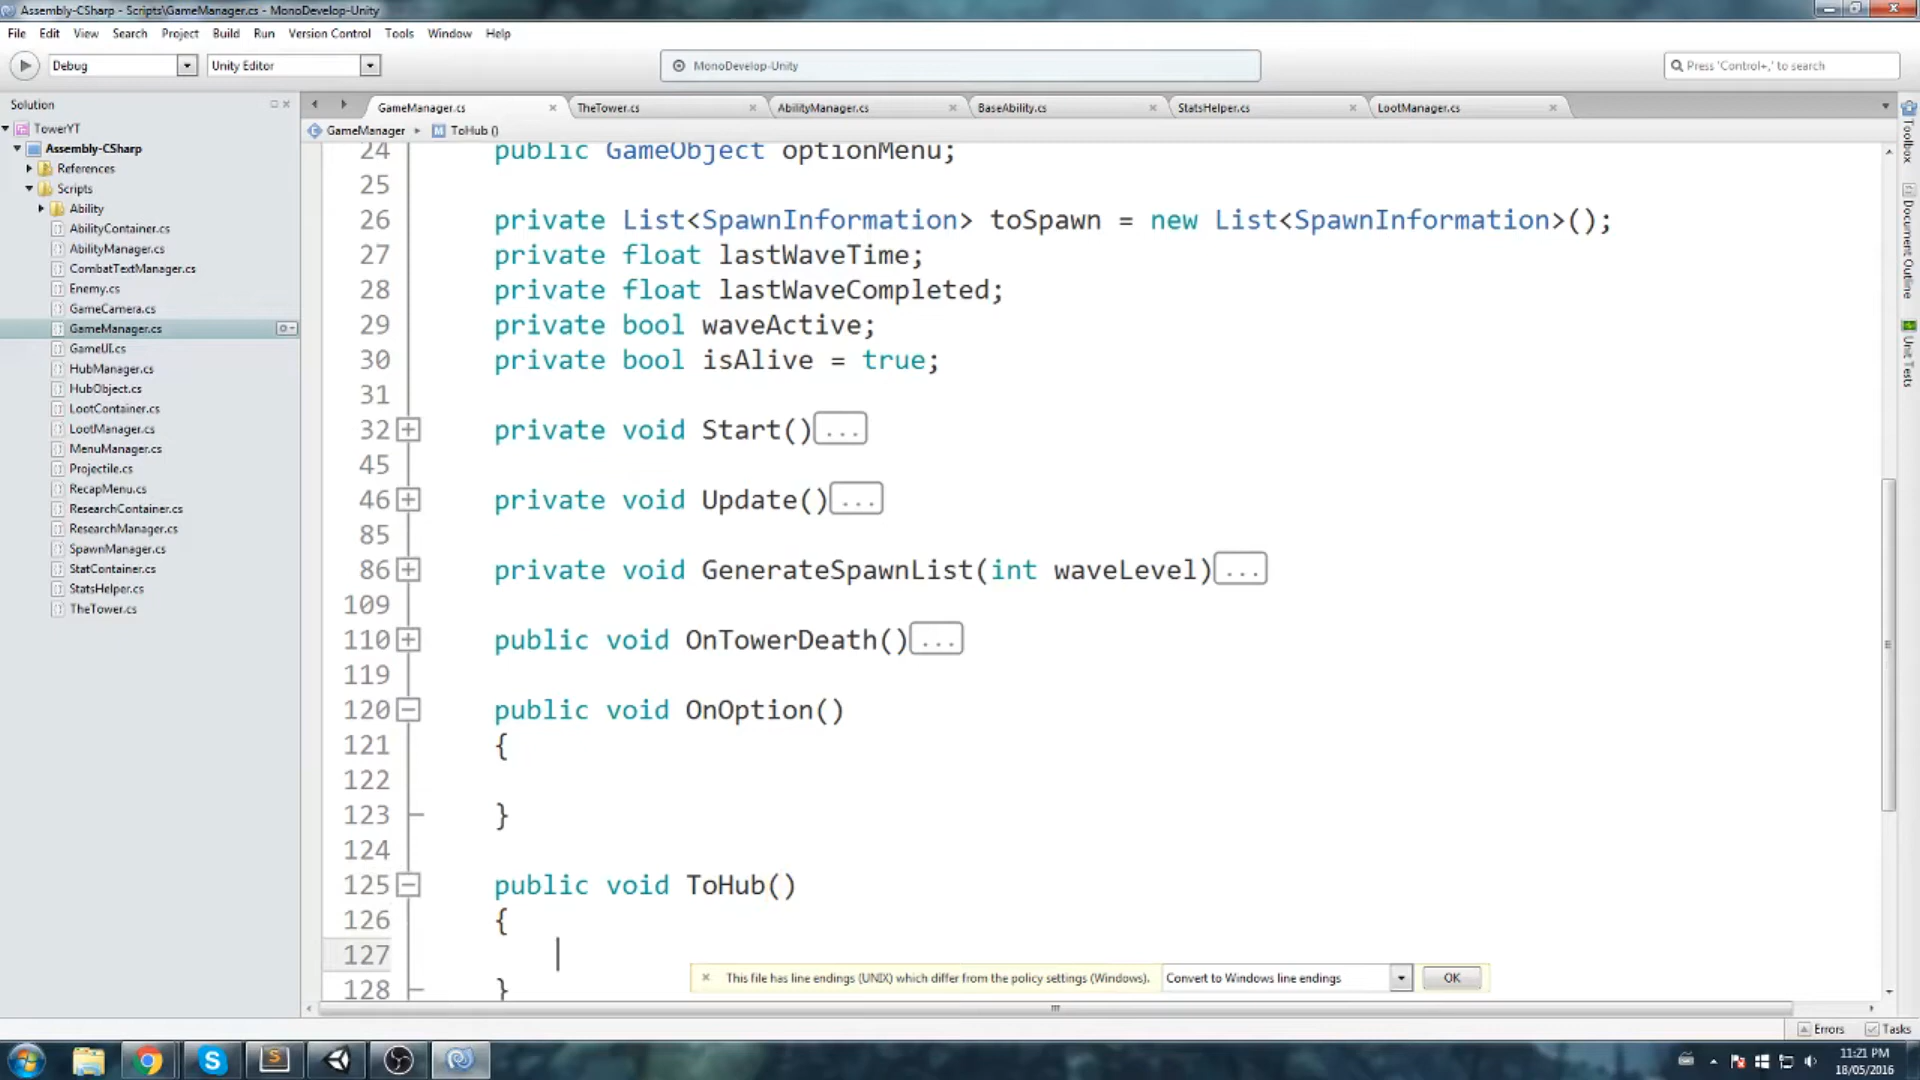 Assembly-CSharp - Scripts\GameManager.cs - MonoDevelop-Unity
File Edit View Search Project Build Run Version Control Tools Window Help
Debug Unity Editor MonoDevelop-Unity Press 'Control+,' to search
Solution
GameManager.cs TheTower.cs AbilityManager.cs BaseAbility.cs StatsHelper.cs LootManager.cs
GameManager ToHub ()
TowerYT
Assembly-CSharp
References
Scripts
Ability
AbilityContainer.cs
AbilityManager.cs
CombatTextManager.cs
Enemy.cs
GameCamera.cs
GameManager.cs
GameUI.cs
HubManager.cs
HubObject.cs
LootContainer.cs
LootManager.cs
MenuManager.cs
Projectile.cs
RecapMenu.cs
ResearchContainer.cs
ResearchManager.cs
SpawnManager.cs
StatContainer.cs
StatsHelper.cs
TheTower.cs
24 public GameObject optionMenu;
25
26 private List<SpawnInformation> toSpawn = new List<SpawnInformation>();
27 private float lastWaveTime;
28 private float lastWaveCompleted;
29 private bool waveActive;
30 private bool isAlive = true;
31
32 private void Start()...
45
46 private void Update()...
85
86 private void GenerateSpawnList(int waveLevel)...
109
110 public void OnTowerDeath()...
119
120 public void OnOption()
121 {
122
123 }
124
125 public void ToHub()
126 {
127
128 }
This file has line endings (UNIX) which differ from the policy settings (Windows). Convert to Windows line endings OK
Toolbox
Document Outline
Unit Tests
Errors Tasks
11:21 PM
18/05/2016